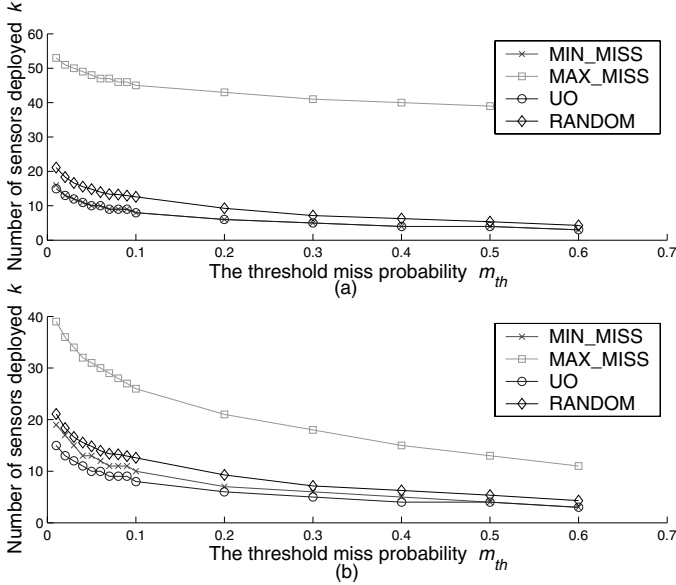 Number of sensors deployed k
60
50
40
30
20
10
0
MIN_MISS
MAX_MISS
UO
RANDOM
0 0.1 0.2 0.3 0.4 0.5 0.6 0.7
The threshold miss probability m_th
(a)
Number of sensors deployed k
40
30
20
10
0
MIN_MISS
MAX_MISS
UO
RANDOM
0 0.1 0.2 0.3 0.4 0.5 0.6 0.7
The threshold miss probability m_th
(b)